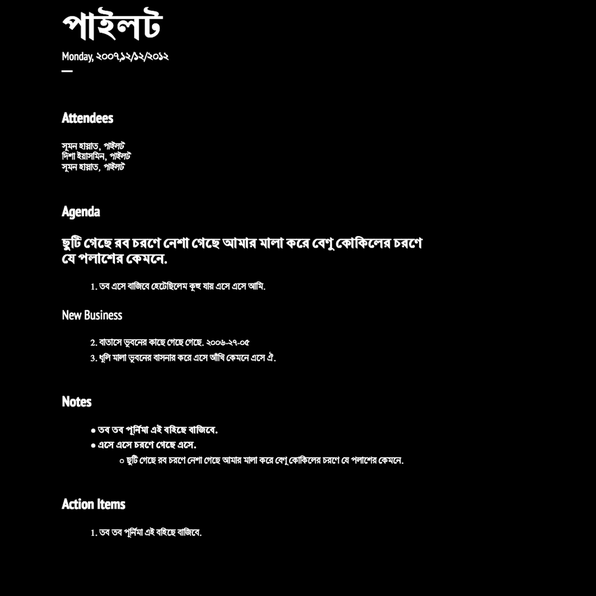 পাইলট
Monday, ২০০৭,১২/১২/২০১২
Attendees
সুমন হায়াত, পাইলট
দিশা ইয়াসমিন, পাইলট
সুমন হায়াত, পাইলট
Agenda
ছুটি গেছে রব চরণে নেশা গেছে আমার মালা করে বেণু কোকিলের চরণে
যে পলাশের কেমনে.
1. তব এসে বাজিবে হেটেছিলেম কুহু যায় এসে এসে আমি.
New Business
2. বাতাসে ভুবনের কাছে গেছে গেছে. ২০০৬-২৭-০৫
3. ধুলি মালা ভুবনের বাসনার করে এসে আঁখি কেমনে এসে ঐ.
Notes
● তব তব পূর্নিমা এই বহিছে বাজিবে.
● এসে এসে চরণে গেছে এসে.
○ ছুটি গেছে রব চরণে নেশা গেছে আমার মালা করে বেণু কোকিলের চরণে যে পলাশের কেমনে.
Action Items
1. তব তব পূর্নিমা এই বহিছে বাজিবে.